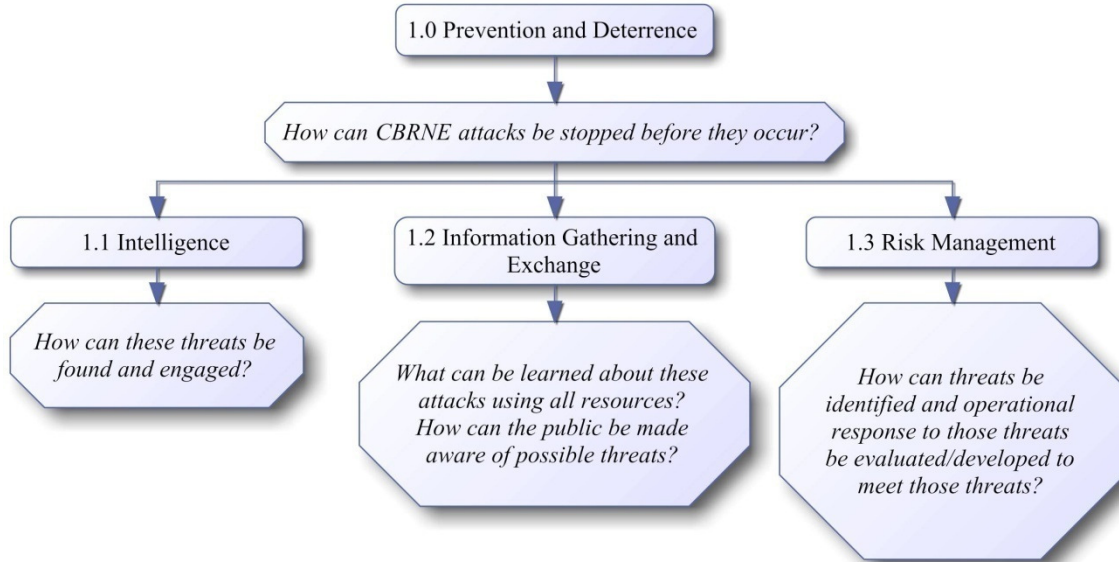 1.0 Prevention and Deterrence
How can CBRNE attacks be stopped before they occur?
1.1 Intelligence
How can these threats be
found and engaged?
1.2 Information Gathering and
Exchange
What can be learned about these
attacks using all resources?
How can the public be made
aware of possible threats?
1.3 Risk Management
How can threats be
identified and operational
response to those threats
be evaluated/developed to
meet those threats?